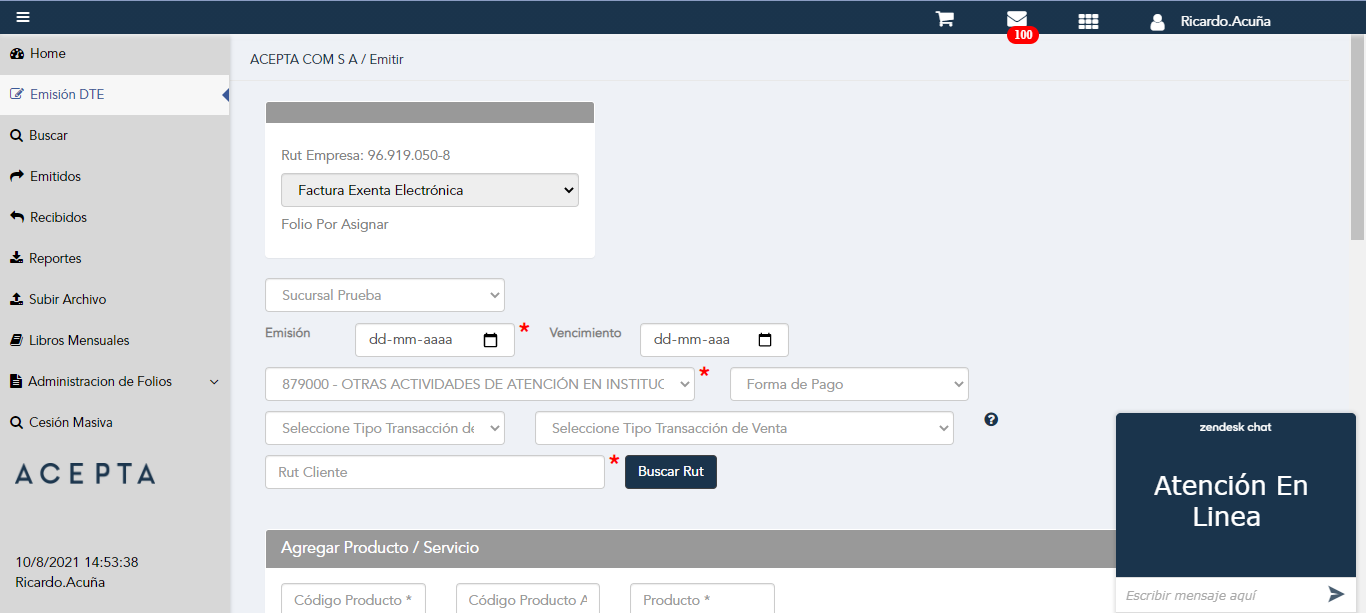 100
Ricardo.Acuña
Home
Emisión DTE
Buscar
Emitidos
Recibidos
Reportes
Subir Archivo
Libros Mensuales
Administracion de Folios
Cesión Masiva
ACEPTA
10/8/2021 14:53:38
Ricardo.Acuña
ACEPTA COM S A / Emitir
Rut Empresa: 96.919.050-8
Factura Exenta Electrónica
Folio Por Asignar
Sucursal Prueba
Emisión dd-mm-aaaa * Vencimiento dd-mm-aaa
879000 - OTRAS ACTIVIDADES DE ATENCIÓN EN INSTITUC * Forma de Pago
Seleccione Tipo Transacción de Seleccione Tipo Transacción de Venta ?
Rut Cliente * Buscar Rut
Agregar Producto / Servicio
Código Producto * Código Producto A Producto *
zendesk chat
Atención En
Linea
Escribir mensaje aquí